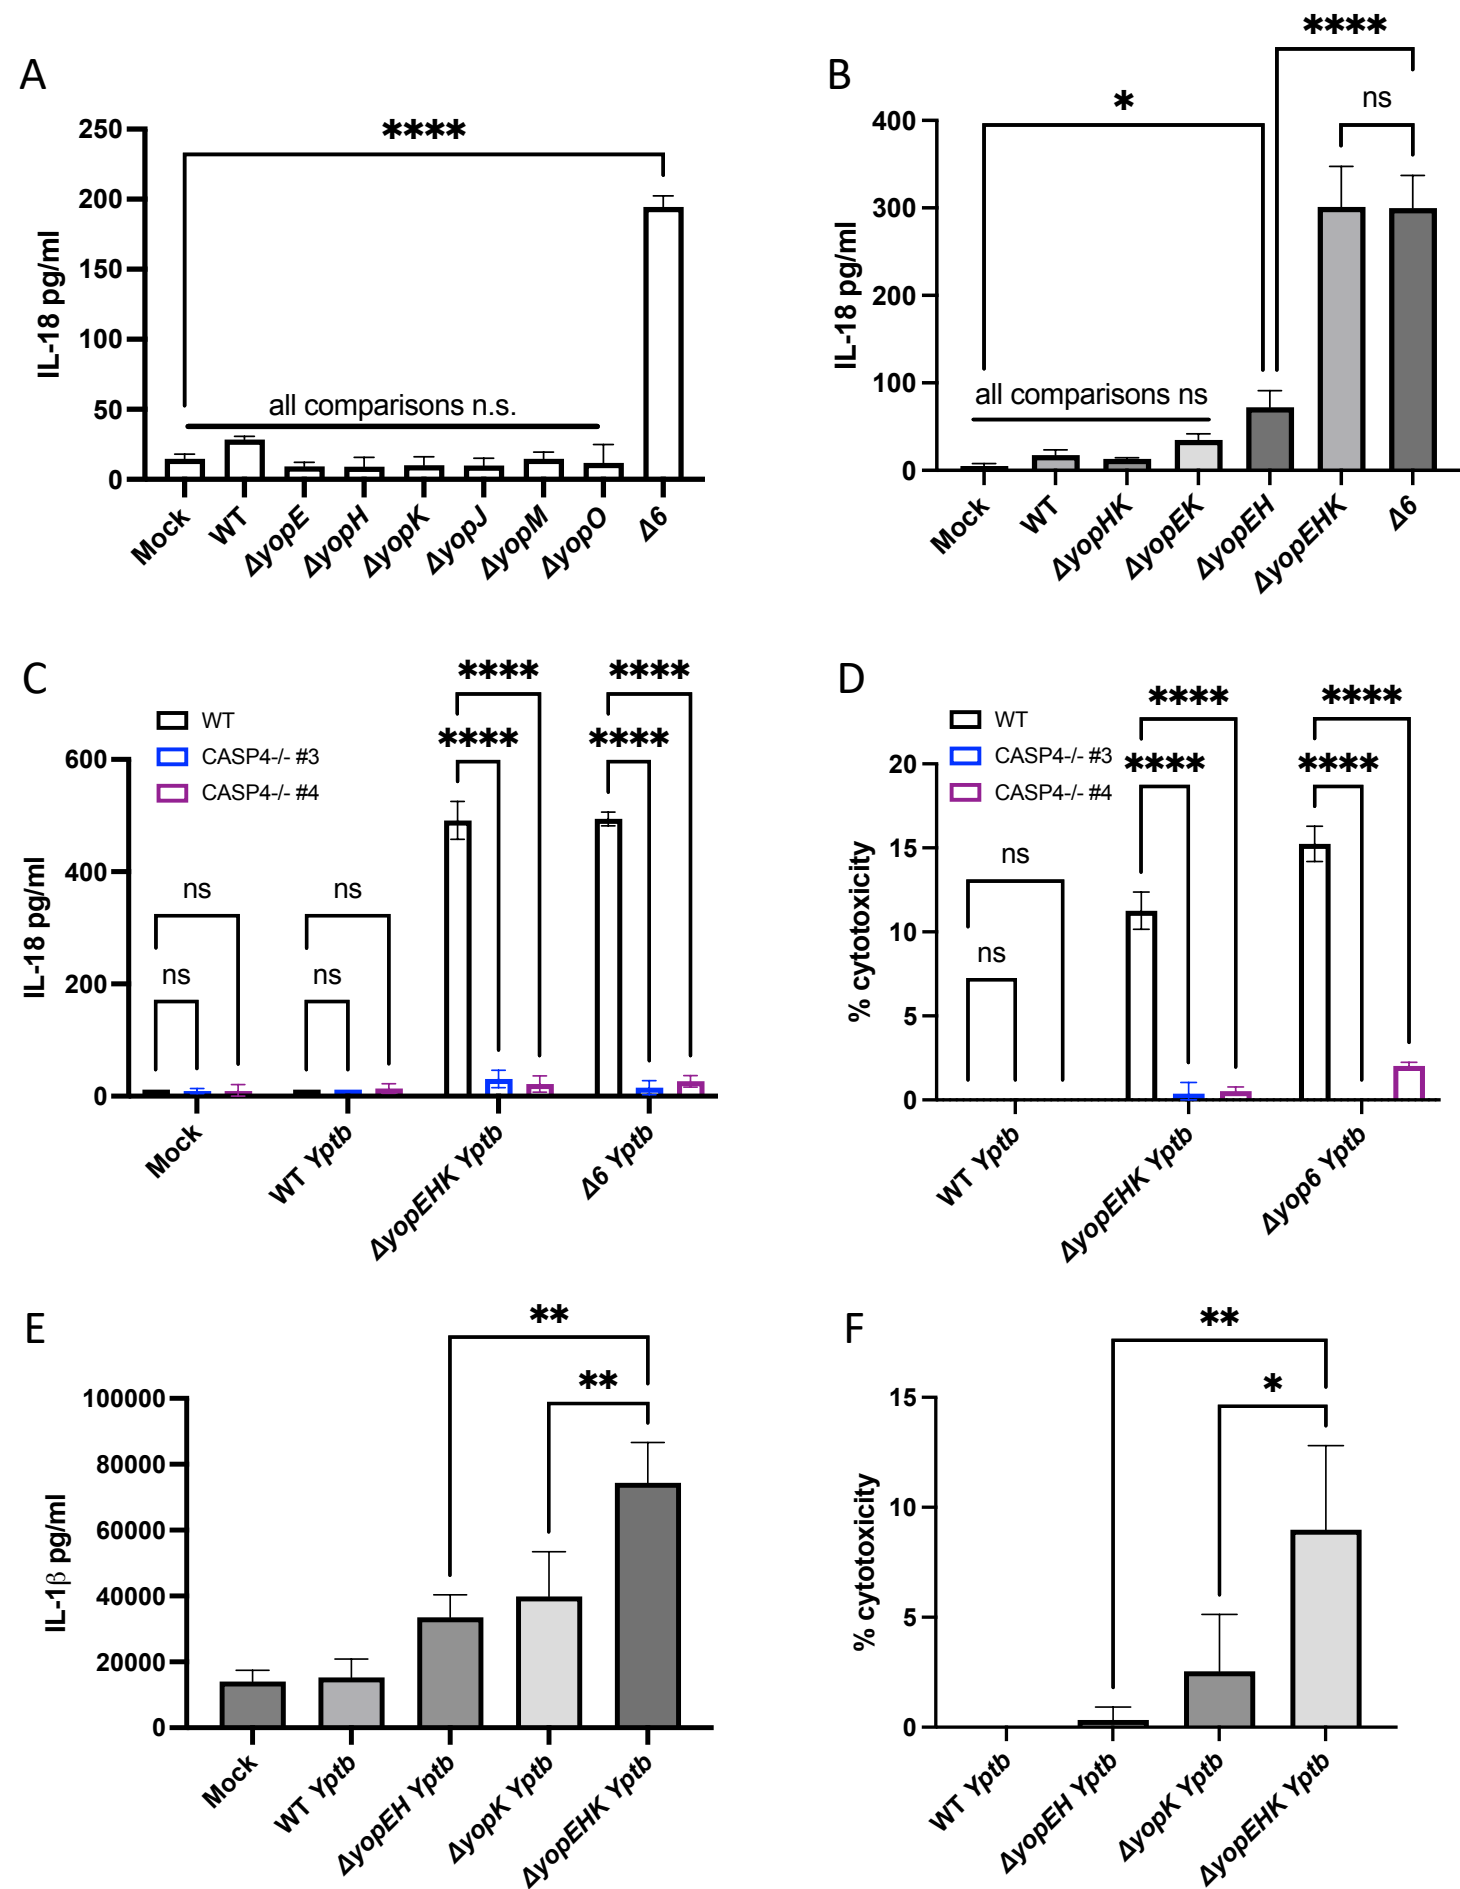 A
****
250
200
150
100
50
0
IL-18 pg/ml
all comparisons n.s.
Mock
WT
ΔyopE
ΔyopH
ΔyopK
ΔyopJ
ΔyopM
ΔyopO
Δ6
B
****
*
ns
400
300
200
100
0
IL-18 pg/ml
all comparisons ns
Mock
WT
ΔyopHK
ΔyopEK
ΔyopEH
ΔyopEHK
Δ6
C
WT
CASP4-/- #3
CASP4-/- #4
**** ****
**** ****
600
400
200
0
IL-18 pg/ml
ns ns
ns ns
Mock
WT Yptb
ΔyopEHK Yptb
Δ6 Yptb
D
WT
CASP4-/- #3
CASP4-/- #4
**** ****
**** ****
20
15
10
5
0
% cytotoxicity
ns
ns
WT Yptb
ΔyopEHK Yptb
Δyop6 Yptb
E
**
**
100000
80000
60000
40000
20000
0
IL-1β pg/ml
Mock
WT Yptb
ΔyopEH Yptb
ΔyopK Yptb
ΔyopEHK Yptb
F
**
*
15
10
5
0
% cytotoxicity
WT Yptb
ΔyopEH Yptb
ΔyopK Yptb
ΔyopEHK Yptb